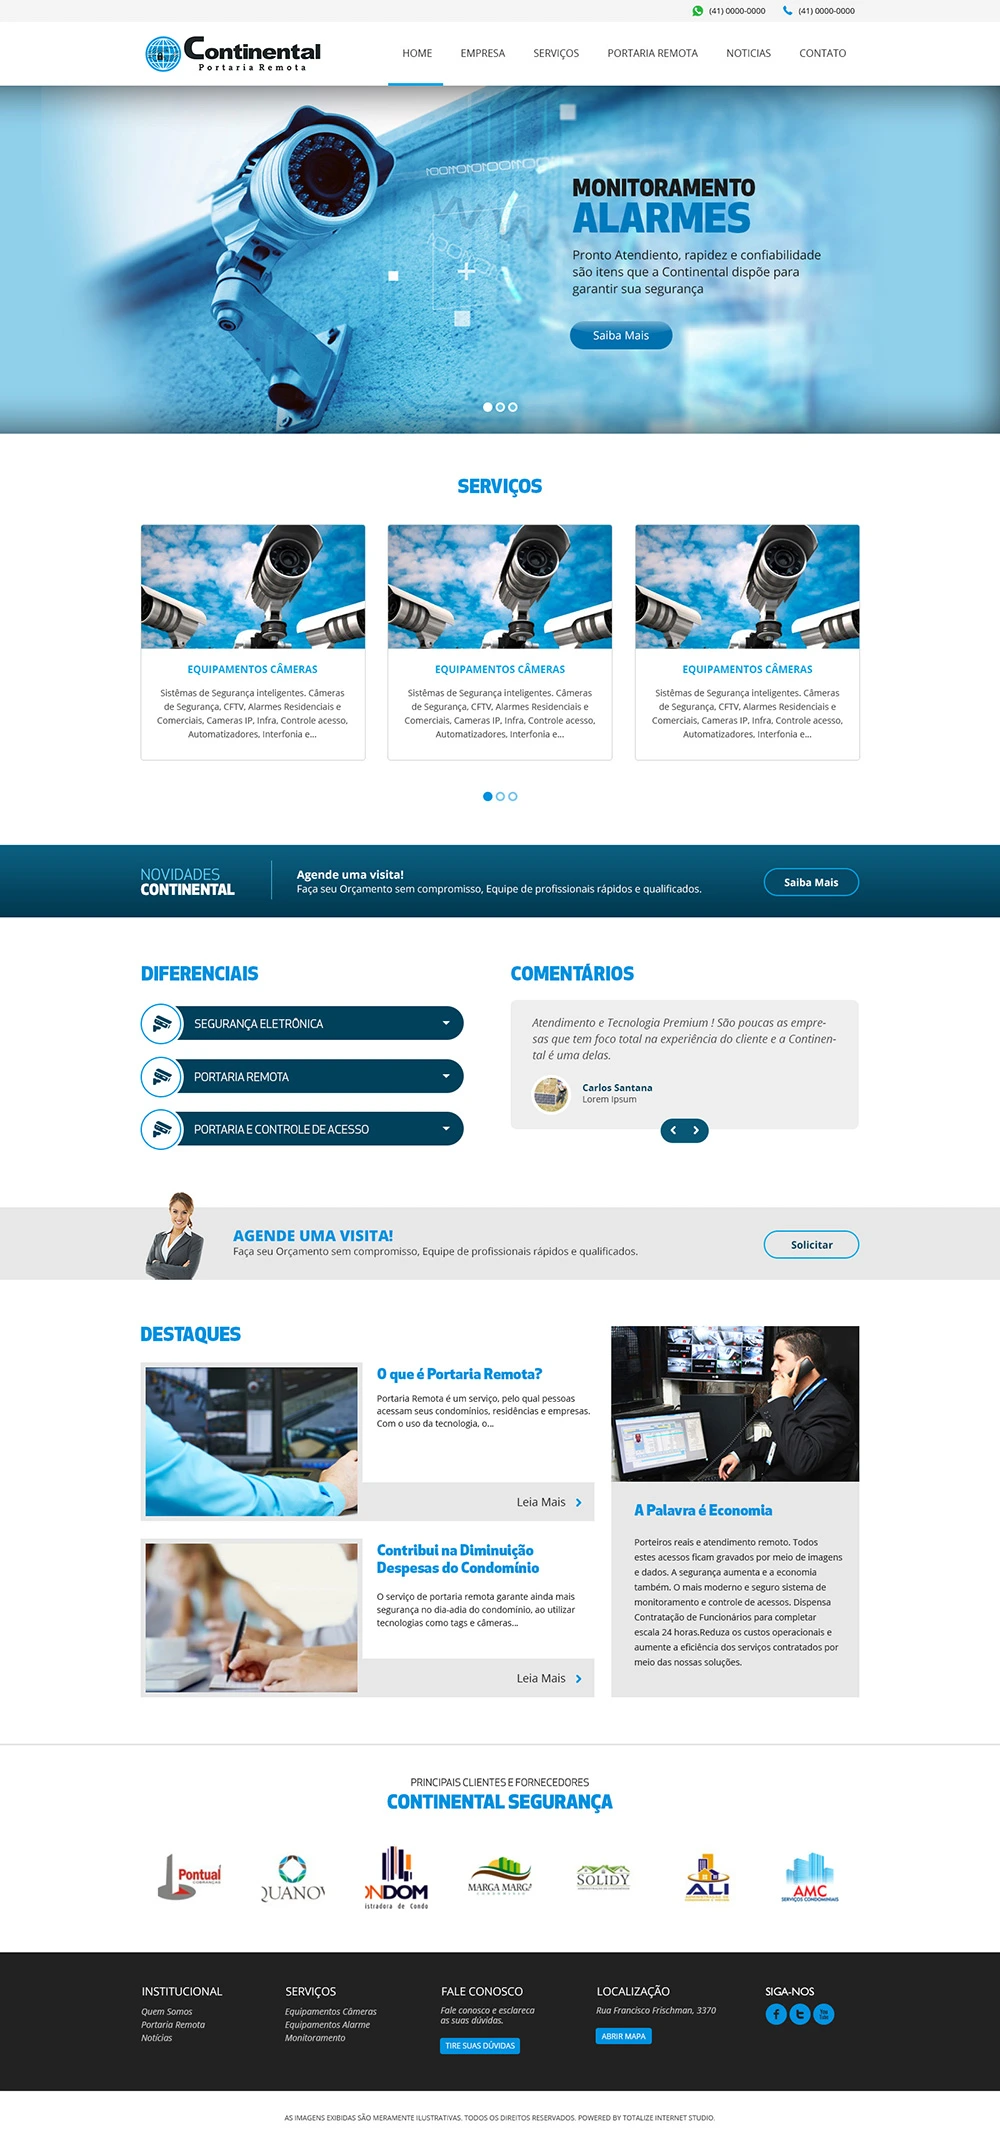 (41) 0000-0000 (41) 0000-0000
Continental
Portaria Remota
HOME EMPRESA SERVIÇOS PORTARIA REMOTA NOTICIAS CONTATO
MONITORAMENTO
ALARMES
Pronto Atendiento, rapidez e confiabilidade
são itens que a Continental dispõe para
garantir sua segurança
Saiba Mais
SERVIÇOS
EQUIPAMENTOS CÂMERAS
Sistêmas de Segurança inteligentes. Câmeras
de Segurança, CFTV, Alarmes Residenciais e
Comerciais, Cameras IP, Infra, Controle acesso,
Automatizadores, Interfonia e...
EQUIPAMENTOS CÂMERAS
Sistêmas de Segurança inteligentes. Câmeras
de Segurança, CFTV, Alarmes Residenciais e
Comerciais, Cameras IP, Infra, Controle acesso,
Automatizadores, Interfonia e...
EQUIPAMENTOS CÂMERAS
Sistêmas de Segurança inteligentes. Câmeras
de Segurança, CFTV, Alarmes Residenciais e
Comerciais, Cameras IP, Infra, Controle acesso,
Automatizadores, Interfonia e...
NOVIDADES
CONTINENTAL
Agende uma visita!
Faça seu Orçamento sem compromisso, Equipe de profissionais rápidos e qualificados.
Saiba Mais
DIFERENCIAIS
SEGURANÇA ELETRÔNICA
PORTARIA REMOTA
PORTARIA E CONTROLE DE ACESSO
COMENTÁRIOS
Atendimento e Tecnologia Premium ! São poucas as empre-
sas que tem foco total na experiência do cliente e a Continen-
tal é uma delas.
Carlos Santana
Lorem Ipsum
AGENDE UMA VISITA!
Faça seu Orçamento sem compromisso, Equipe de profissionais rápidos e qualificados.
Solicitar
DESTAQUES
O que é Portaria Remota?
Portaria Remota é um serviço, pelo qual pessoas
acessam seus condomínios, residências e empresas.
Com o uso da tecnologia, o...
Leia Mais
Contribui na Diminuição
Despesas do Condomínio
O serviço de portaria remota garante ainda mais
segurança no dia-adia do condomínio, ao utilizar
tecnologias como tags e câmeras...
Leia Mais
A Palavra é Economia
Porteiros reais e atendimento remoto. Todos
estes acessos ficam gravados por meio de imagens
e dados. A segurança aumenta e a economia
também. O mais moderno e seguro sistema de
monitoramento e controle de acessos. Dispensa
Contratação de Funcionários para completar
escala 24 horas.Reduza os custos operacionais e
aumente a eficiência dos serviços contratados por
meio das nossas soluções.
PRINCIPAIS CLIENTES E FORNECEDORES
CONTINENTAL SEGURANÇA
Pontual
QUANOV
ONDOM
istradora de Condo
MARGA MARGA
CONDOMINIO
SOLIDY
ALI
AMC
SERVIÇOS CONDOMINIAIS
INSTITUCIONAL
Quem Somos
Portaria Remota
Notícias
SERVIÇOS
Equipamentos Câmeras
Equipamentos Alarme
Monitoramento
FALE CONOSCO
Fale conosco e esclareca
as suas dúvidas.
TIRE SUAS DÚVIDAS
LOCALIZAÇÃO
Rua Francisco Frischman, 3370
ABRIR MAPA
SIGA-NOS
You
Tube
AS IMAGENS EXIBIDAS SÃO MERAMENTE ILUSTRATIVAS. TODOS OS DIREITOS RESERVADOS. POWERED BY TOTALIZE INTERNET STUDIO.